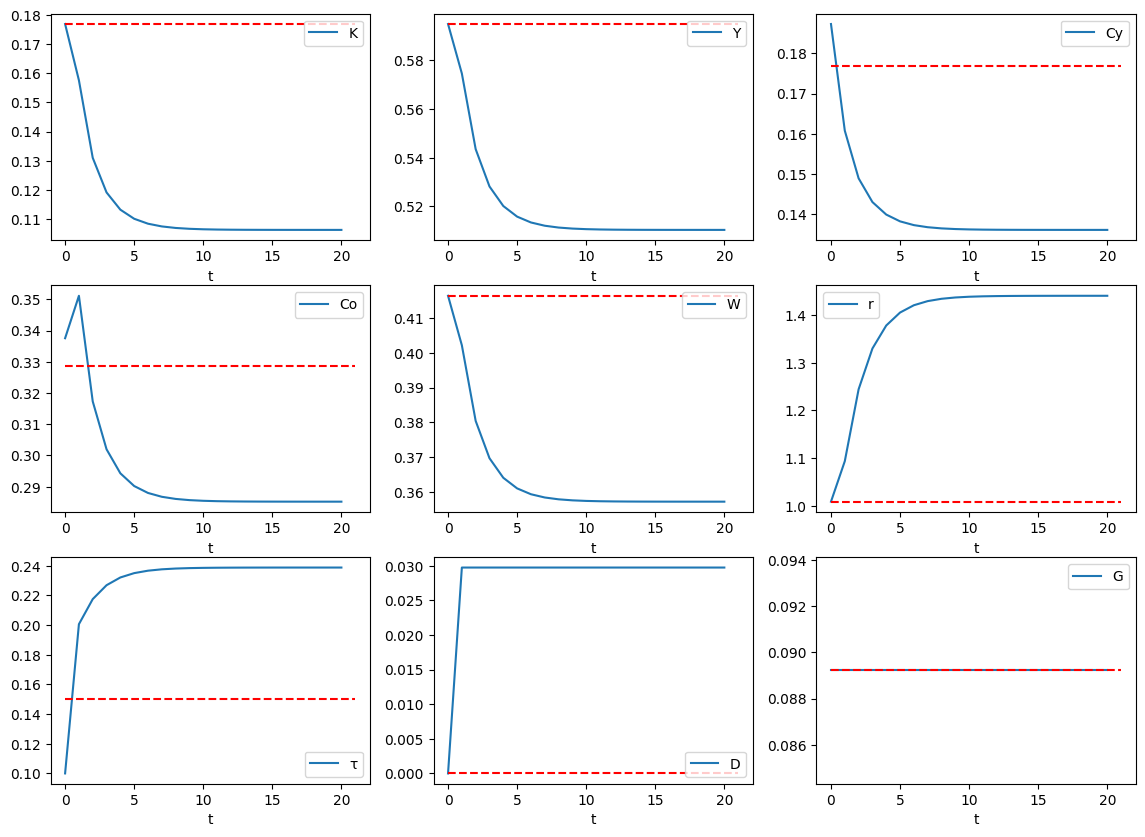 K
0.18
0.17
0.16
0.15
0.14
0.13
0.12
0.11
0 5 10 15 20
t
Y
0.58
0.56
0.54
0.52
0 5 10 15 20
t
Cy
0.18
0.17
0.16
0.15
0.14
0 5 10 15 20
t
Co
0.35
0.34
0.33
0.32
0.31
0.30
0.29
0 5 10 15 20
t
W
0.41
0.40
0.39
0.38
0.37
0.36
0 5 10 15 20
t
r
1.4
1.3
1.2
1.1
1.0
0 5 10 15 20
t
0.24
0.22
0.20
0.18
0.16
0.14
0.12
0.10
τ
0 5 10 15 20
t
0.030
0.025
0.020
0.015
0.010
0.005
0.000
D
0 5 10 15 20
t
G
0.094
0.092
0.090
0.088
0.086
0 5 10 15 20
t